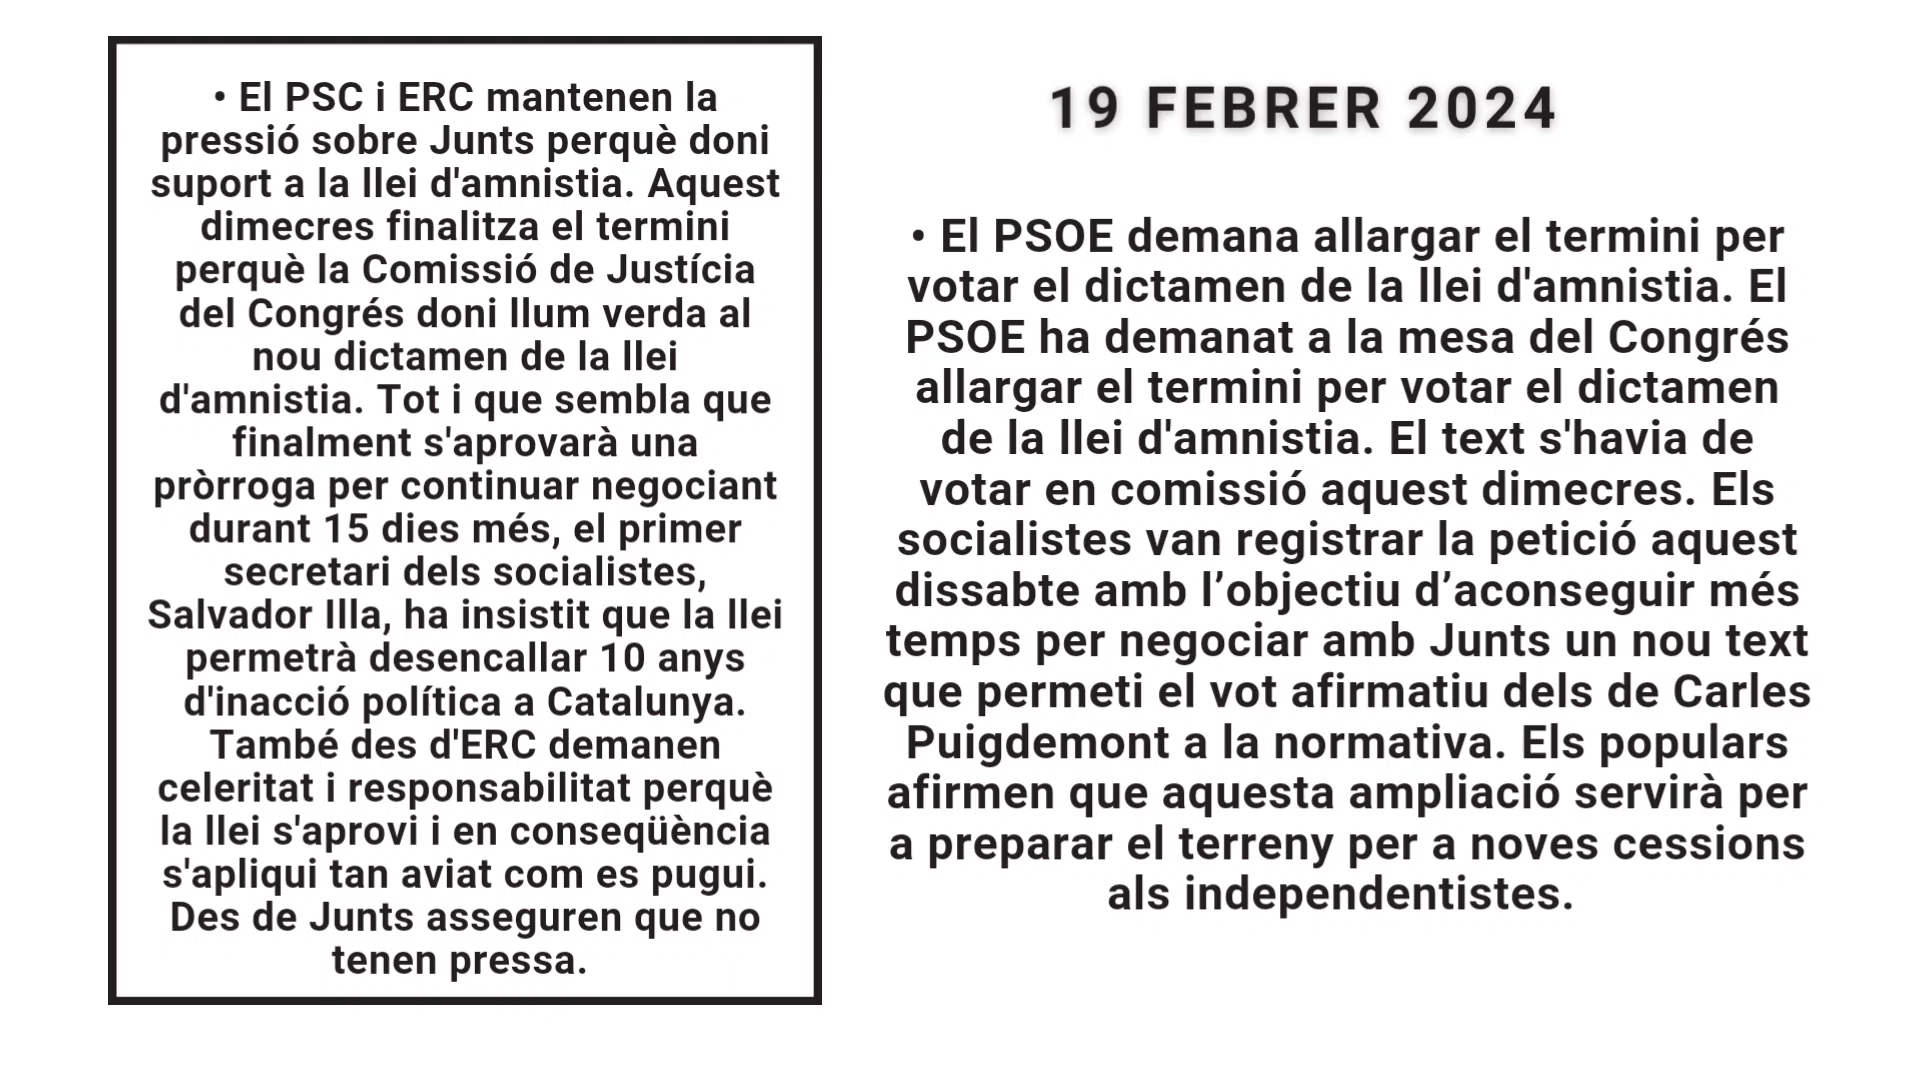 • El PSC i ERC mantenen la
pressió sobre Junts perquè doni
suport a la llei d'amnistia. Aquest
dimecres finalitza el termini
perquè la Comissió de Justícia
del Congrés doni llum verda al
nou dictamen de la llei
d'amnistia. Tot i que sembla que
finalment s'aprovarà una
pròrroga per continuar negociant
durant 15 dies més, el primer
secretari dels socialistes,
Salvador Illa, ha insistit que la llei
permetrà desencallar 10 anys
d'inacció política a Catalunya.
També des d'ERC demanen
celeritat i responsabilitat perquè
la llei s'aprovi i en conseqüència
s'apliqui tan aviat com es pugui.
Des de Junts asseguren que no
tenen pressa.
19 FEBRER 2024
• El PSOE demana allargar el termini per
votar el dictamen de la llei d'amnistia. El
PSOE ha demanat a la mesa del Congrés
allargar el termini per votar el dictamen
de la llei d'amnistia. El text s'havia de
votar en comissió aquest dimecres. Els
socialistes van registrar la petició aquest
dissabte amb l’objectiu d’aconseguir més
temps per negociar amb Junts un nou text
que permeti el vot afirmatiu dels de Carles
Puigdemont a la normativa. Els populars
afirmen que aquesta ampliació servirà per
a preparar el terreny per a noves cessions
als independentistes.